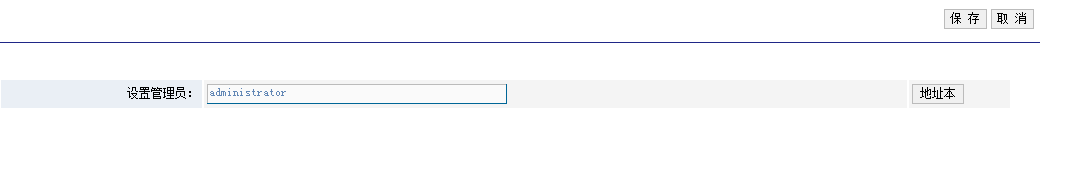 保 存 取 消
设置管理员： administrator 地址本